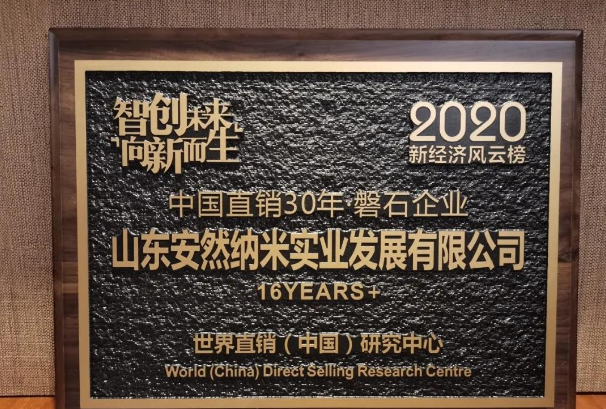 智创未来
向新而生
2020
新经济风云榜
中国直销30年·磐石企业
山东安然纳米实业发展有限公司
16YEARS+
世界直销（中国）研究中心
World (China) Direct Selling Research Centre